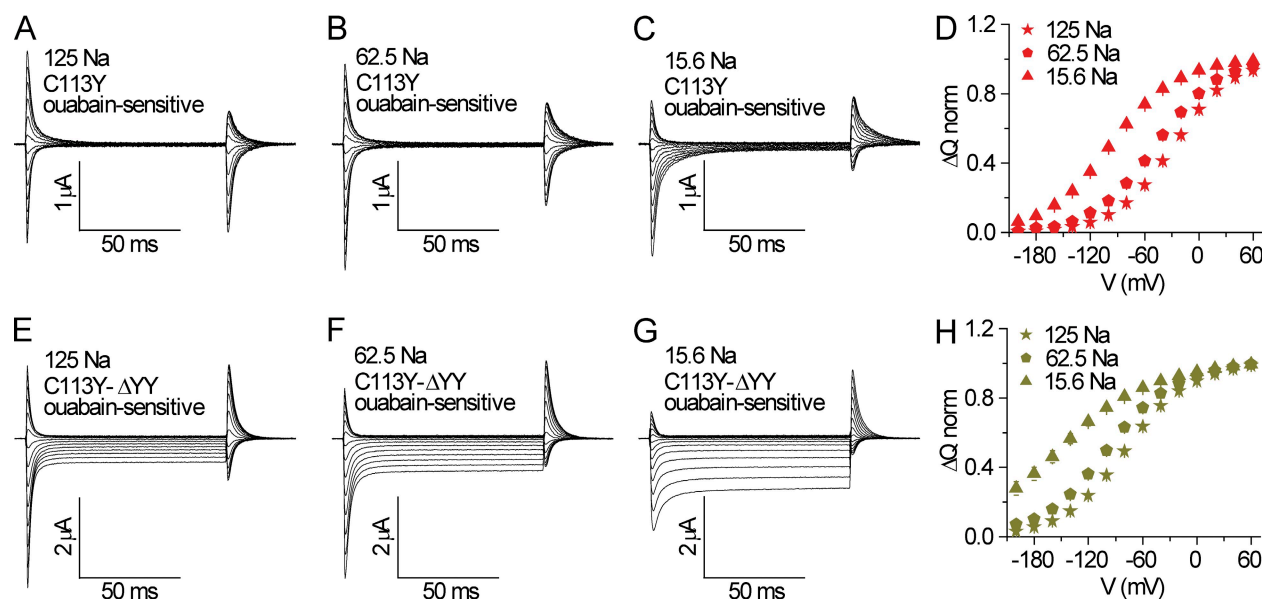 A
125 Na
C113Y
ouabain-sensitive
1 µA
50 ms
B
62.5 Na
C113Y
ouabain-sensitive
1 µA
50 ms
C
15.6 Na
C113Y
ouabain-sensitive
1 µA
50 ms
D
125 Na
62.5 Na
15.6 Na
ΔQ norm
1.2
0.8
0.4
0.0
-180 -120 -60 0 60
V (mV)
E
125 Na
C113Y- ΔYY
ouabain-sensitive
2 µA
50 ms
F
62.5 Na
C113Y-ΔYY
ouabain-sensitive
2 µA
50 ms
G
15.6 Na
C113Y-ΔYY
ouabain-sensitive
2 µA
50 ms
H
125 Na
62.5 Na
15.6 Na
ΔQ norm
1.2
0.8
0.4
0.0
-180 -120 -60 0 60
V (mV)